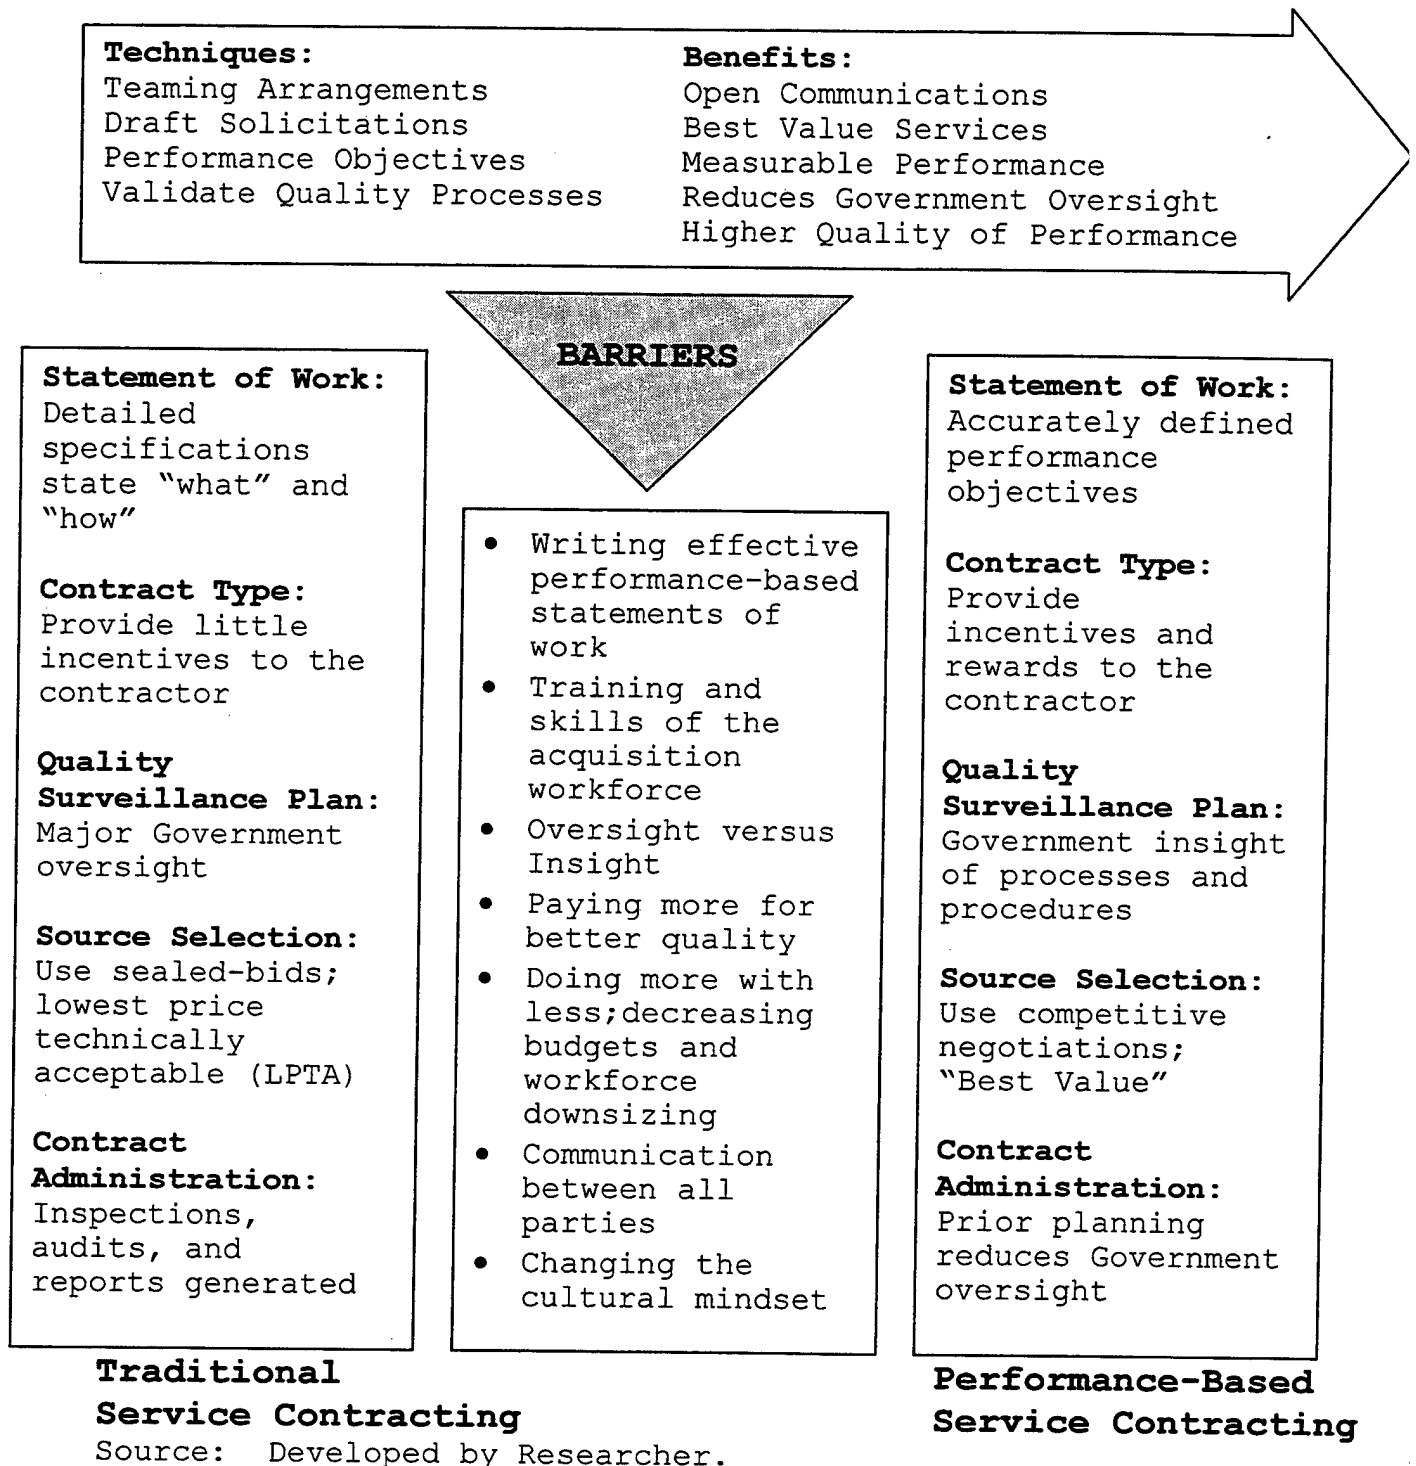 Techniques:
Teaming Arrangements
Draft Solicitations
Performance Objectives
Validate Quality Processes
Benefits:
Open Communications
Best Value Services
Measurable Performance
Reduces Government Oversight
Higher Quality of Performance
BARRIERS
Statement of Work:
Detailed
specifications
state “what” and
“how”
Contract Type:
Provide little
incentives to the
contractor
Quality
Surveillance Plan:
Major Government
oversight
Source Selection:
Use sealed-bids;
lowest price
technically
acceptable (LPTA)
Contract
Administration:
Inspections,
audits, and
reports generated
• Writing effective
performance-based
statements of
work
• Training and
skills of the
acquisition
workforce
• Oversight versus
Insight
• Paying more for
better quality
• Doing more with
less;decreasing
budgets and
workforce
downsizing
• Communication
between all
parties
• Changing the
cultural mindset
Statement of Work:
Accurately defined
performance
objectives
Contract Type:
Provide
incentives and
rewards to the
contractor
Quality
Surveillance Plan:
Government insight
of processes and
procedures
Source Selection:
Use competitive
negotiations;
“Best Value”
Contract
Administration:
Prior planning
reduces Government
oversight
Traditional
Service Contracting
Performance-Based
Service Contracting
Source: Developed by Researcher.